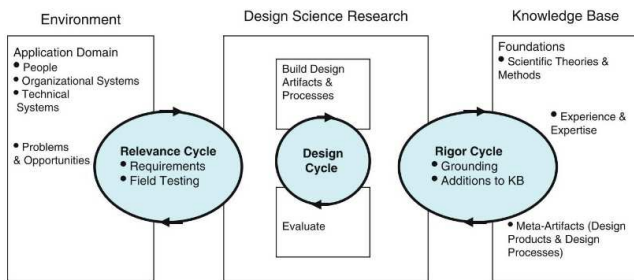 Environment
Design Science Research
Knowledge Base
Application Domain
• People
• Organizational Systems
• Technical
Systems
• Problems
& Opportunities
Relevance Cycle
• Requirements
• Field Testing
Build Design
Artifacts &
Processes
Design
Cycle
Evaluate
Rigor Cycle
• Grounding
• Additions to KB
Foundations
• Scientific Theories &
Methods
• Experience &
Expertise
• Meta-Artifacts (Design
Products & Design
Processes)